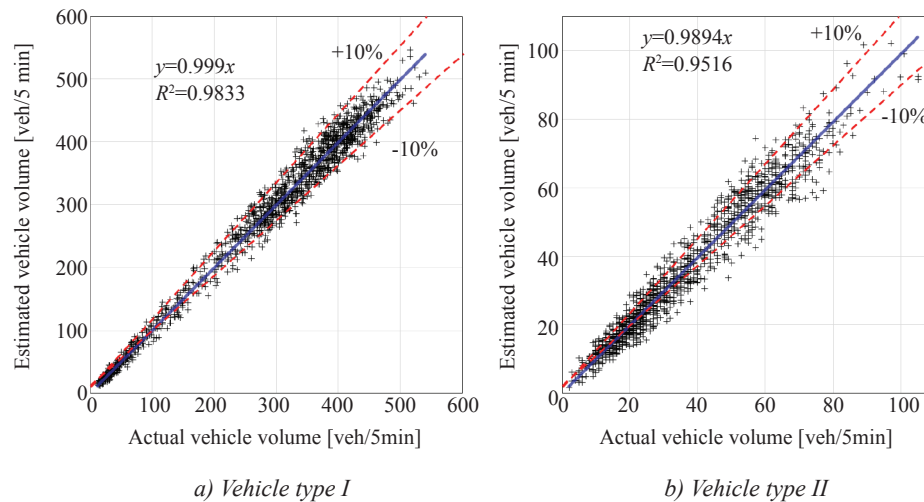 600
500
400
300
200
100
0
0 100 200 300 400 500 600
Estimated vehicle volume [veh/5 min]
y=0.999x
R²=0.9833
+10%
-10%
Actual vehicle volume [veh/5min]
a) Vehicle type I
100
80
60
40
20
0
0 20 40 60 80 100
Estimated vehicle volume [veh/5 min]
y=0.9894x
R²=0.9516
+10%
-10%
Actual vehicle volume [veh/5min]
b) Vehicle type II